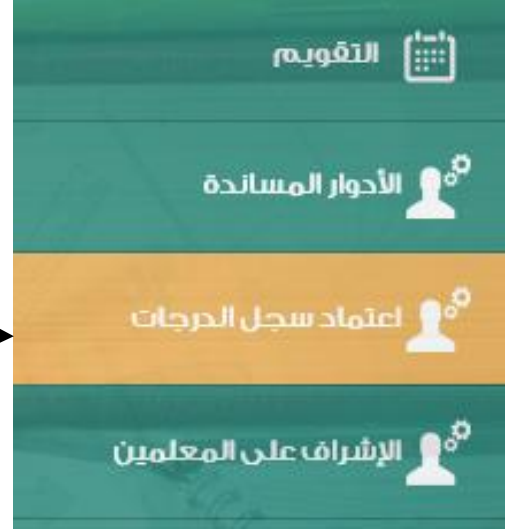 التقويم
الأدوار المساندة
اعتماد سجل الدرجات
الإشراف على المعلمين